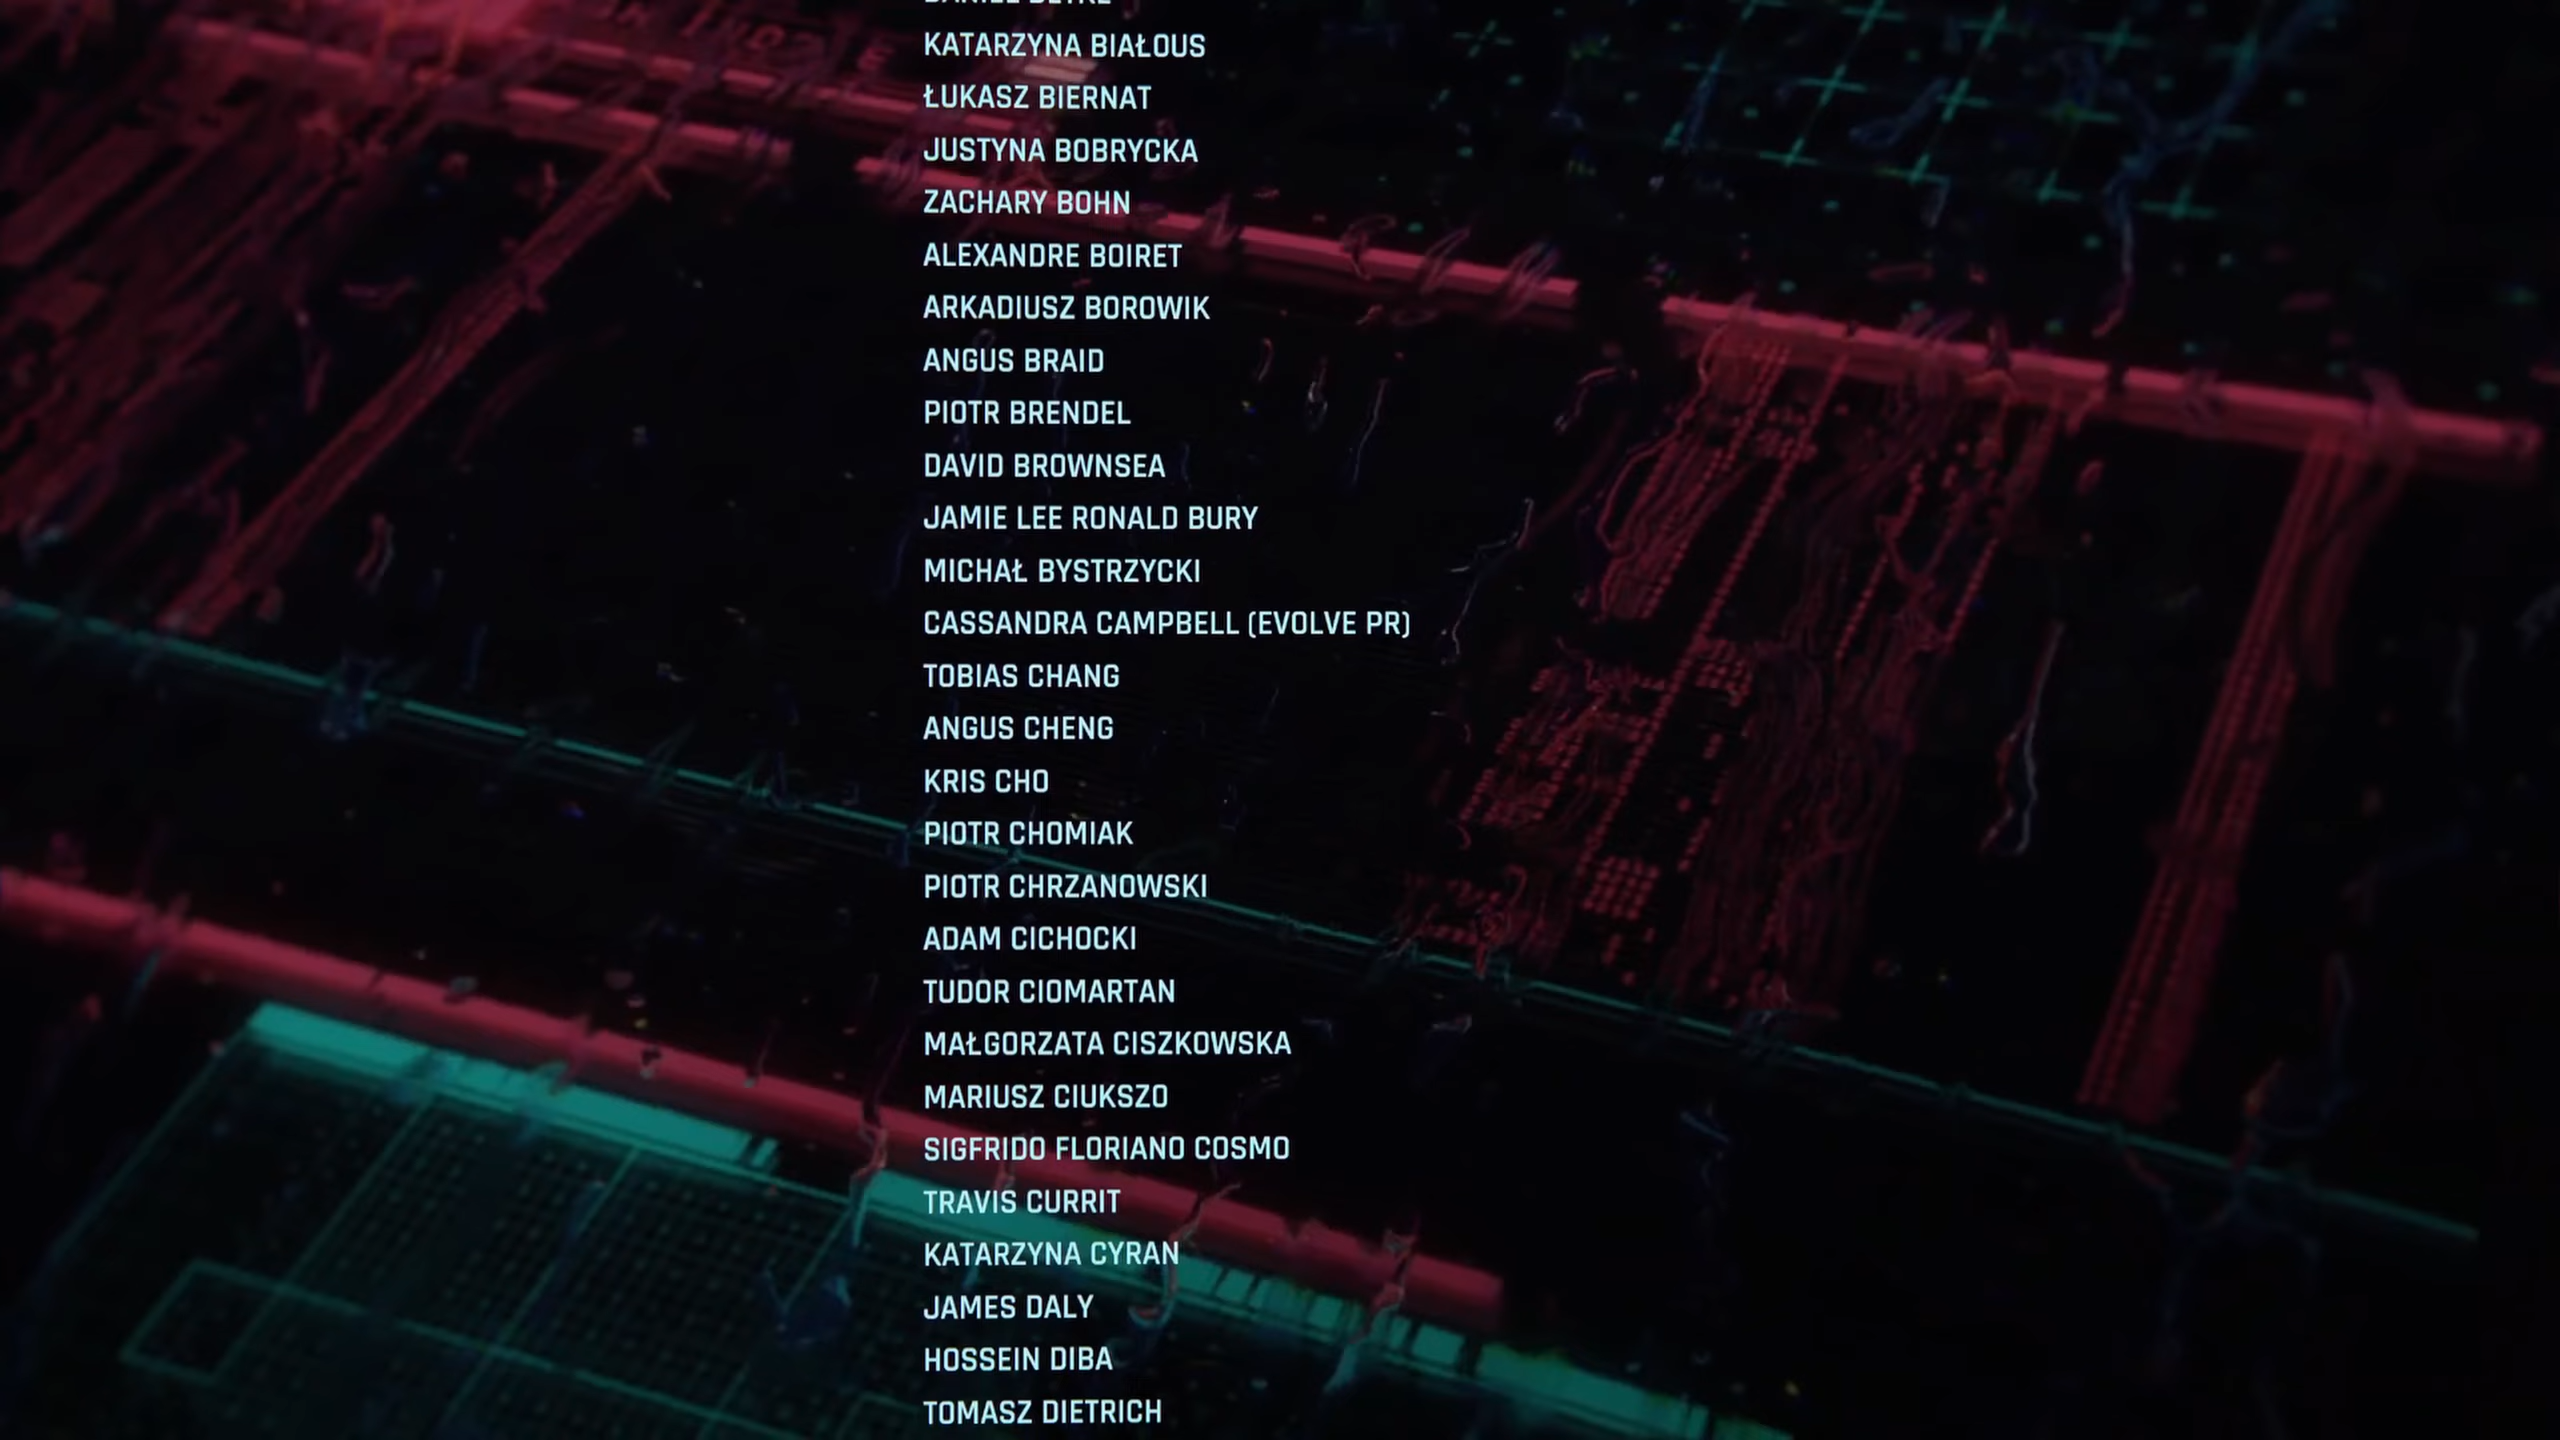 KATARZYNA BIAŁOUS
ŁUKASZ BIERNAT
JUSTYNA BOBRYCKA
ZACHARY BOHN
ALEXANDRE BOIRET
ARKADIUSZ BOROWIK
ANGUS BRAID
PIOTR BRENDEL
DAVID BROWNSEA
JAMIE LEE RONALD BURY
MICHAŁ BYSTRZYCKI
CASSANDRA CAMPBELL (EVOLVE PR)
TOBIAS CHANG
ANGUS CHENG
KRIS CHO
PIOTR CHOMIAK
PIOTR CHRZANOWSKI
ADAM CICHOCKI
TUDOR CIOMARTAN
MAŁGORZATA CISZKOWSKA
MARIUSZ CIUKSZO
SIGFRIDO FLORIANO COSMO
TRAVIS CURRIT
KATARZYNA CYRAN
JAMES DALY
HOSSEIN DIBA
TOMASZ DIETRICH